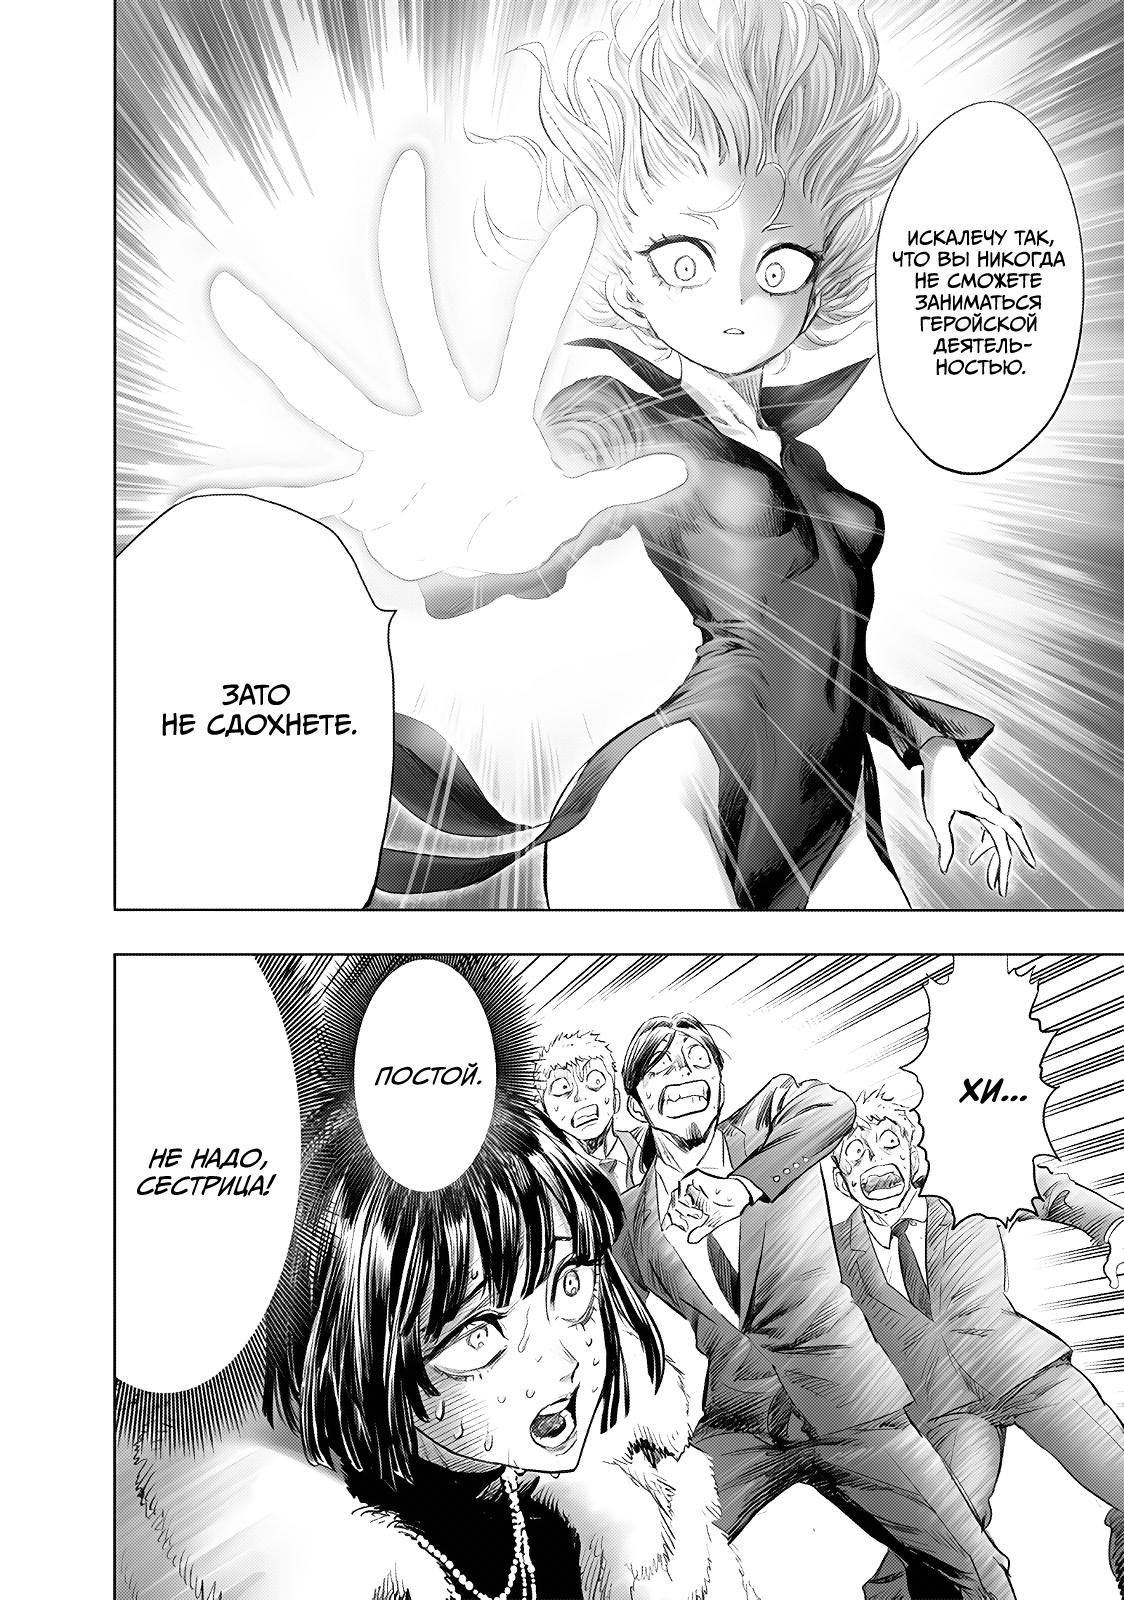 ИСКАЛЕЧУ ТАК,
ЧТО ВЫ НИКОГДА
НЕ СМОЖЕТЕ
ЗАНИМАТЬСЯ
ГЕРОЙСКОЙ
ДЕЯТЕЛЬ-
НОСТЬЮ.
ЗАТО
НЕ СДОХНЕТЕ.
ХИ...
ПОСТОЙ.
НЕ НАДО,
СЕСТРИЦА!